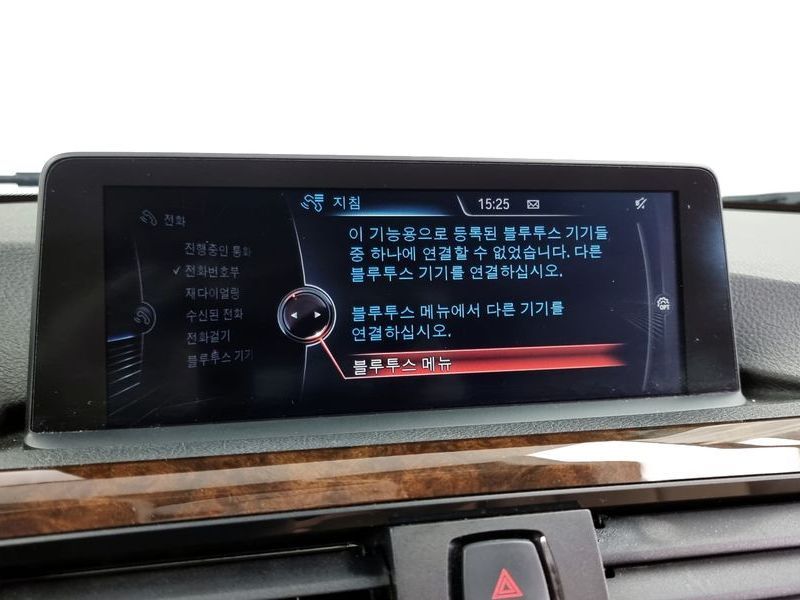 전화
진행중인 통화
✓ 전화번호부
재다이얼링
수신된 전화
전화걸기
블루투스 기기
지침
15:25
이 기능용으로 등록된 블루투스 기기들
중 하나에 연결할 수 없었습니다. 다른
블루투스 기기를 연결하십시오.
블루투스 메뉴에서 다른 기기를
연결하십시오.
블루투스 메뉴
OPT